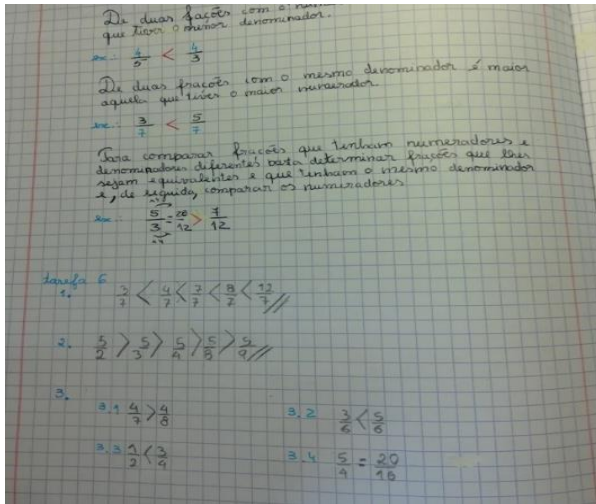 De duas frações com o
que tiver o menor denominador.
ex.: 4/5 < 4/3
De duas frações com o mesmo denominador é maior
aquela que tiver o maior numerador.
ex.: 3/7 < 5/7
Para comparar frações que tenham numeradores e
denominadores diferentes basta determinar frações que lhes
sejam equivalentes e que tenham o mesmo denominador
e, de seguida, comparar os numeradores
ex.: 5/3 = 20/12 > 7/12
tarefa 6
1. 3/7 < 4/7 < 7/7 < 8/7 < 12/7
2. 5/2 > 5/3 > 5/4 > 5/8 > 5/9
3.
3.1 4/7 > 4/8 3.2 3/6 < 5/6
3.3 1/2 < 3/4 3.4 5/4 = 20/16